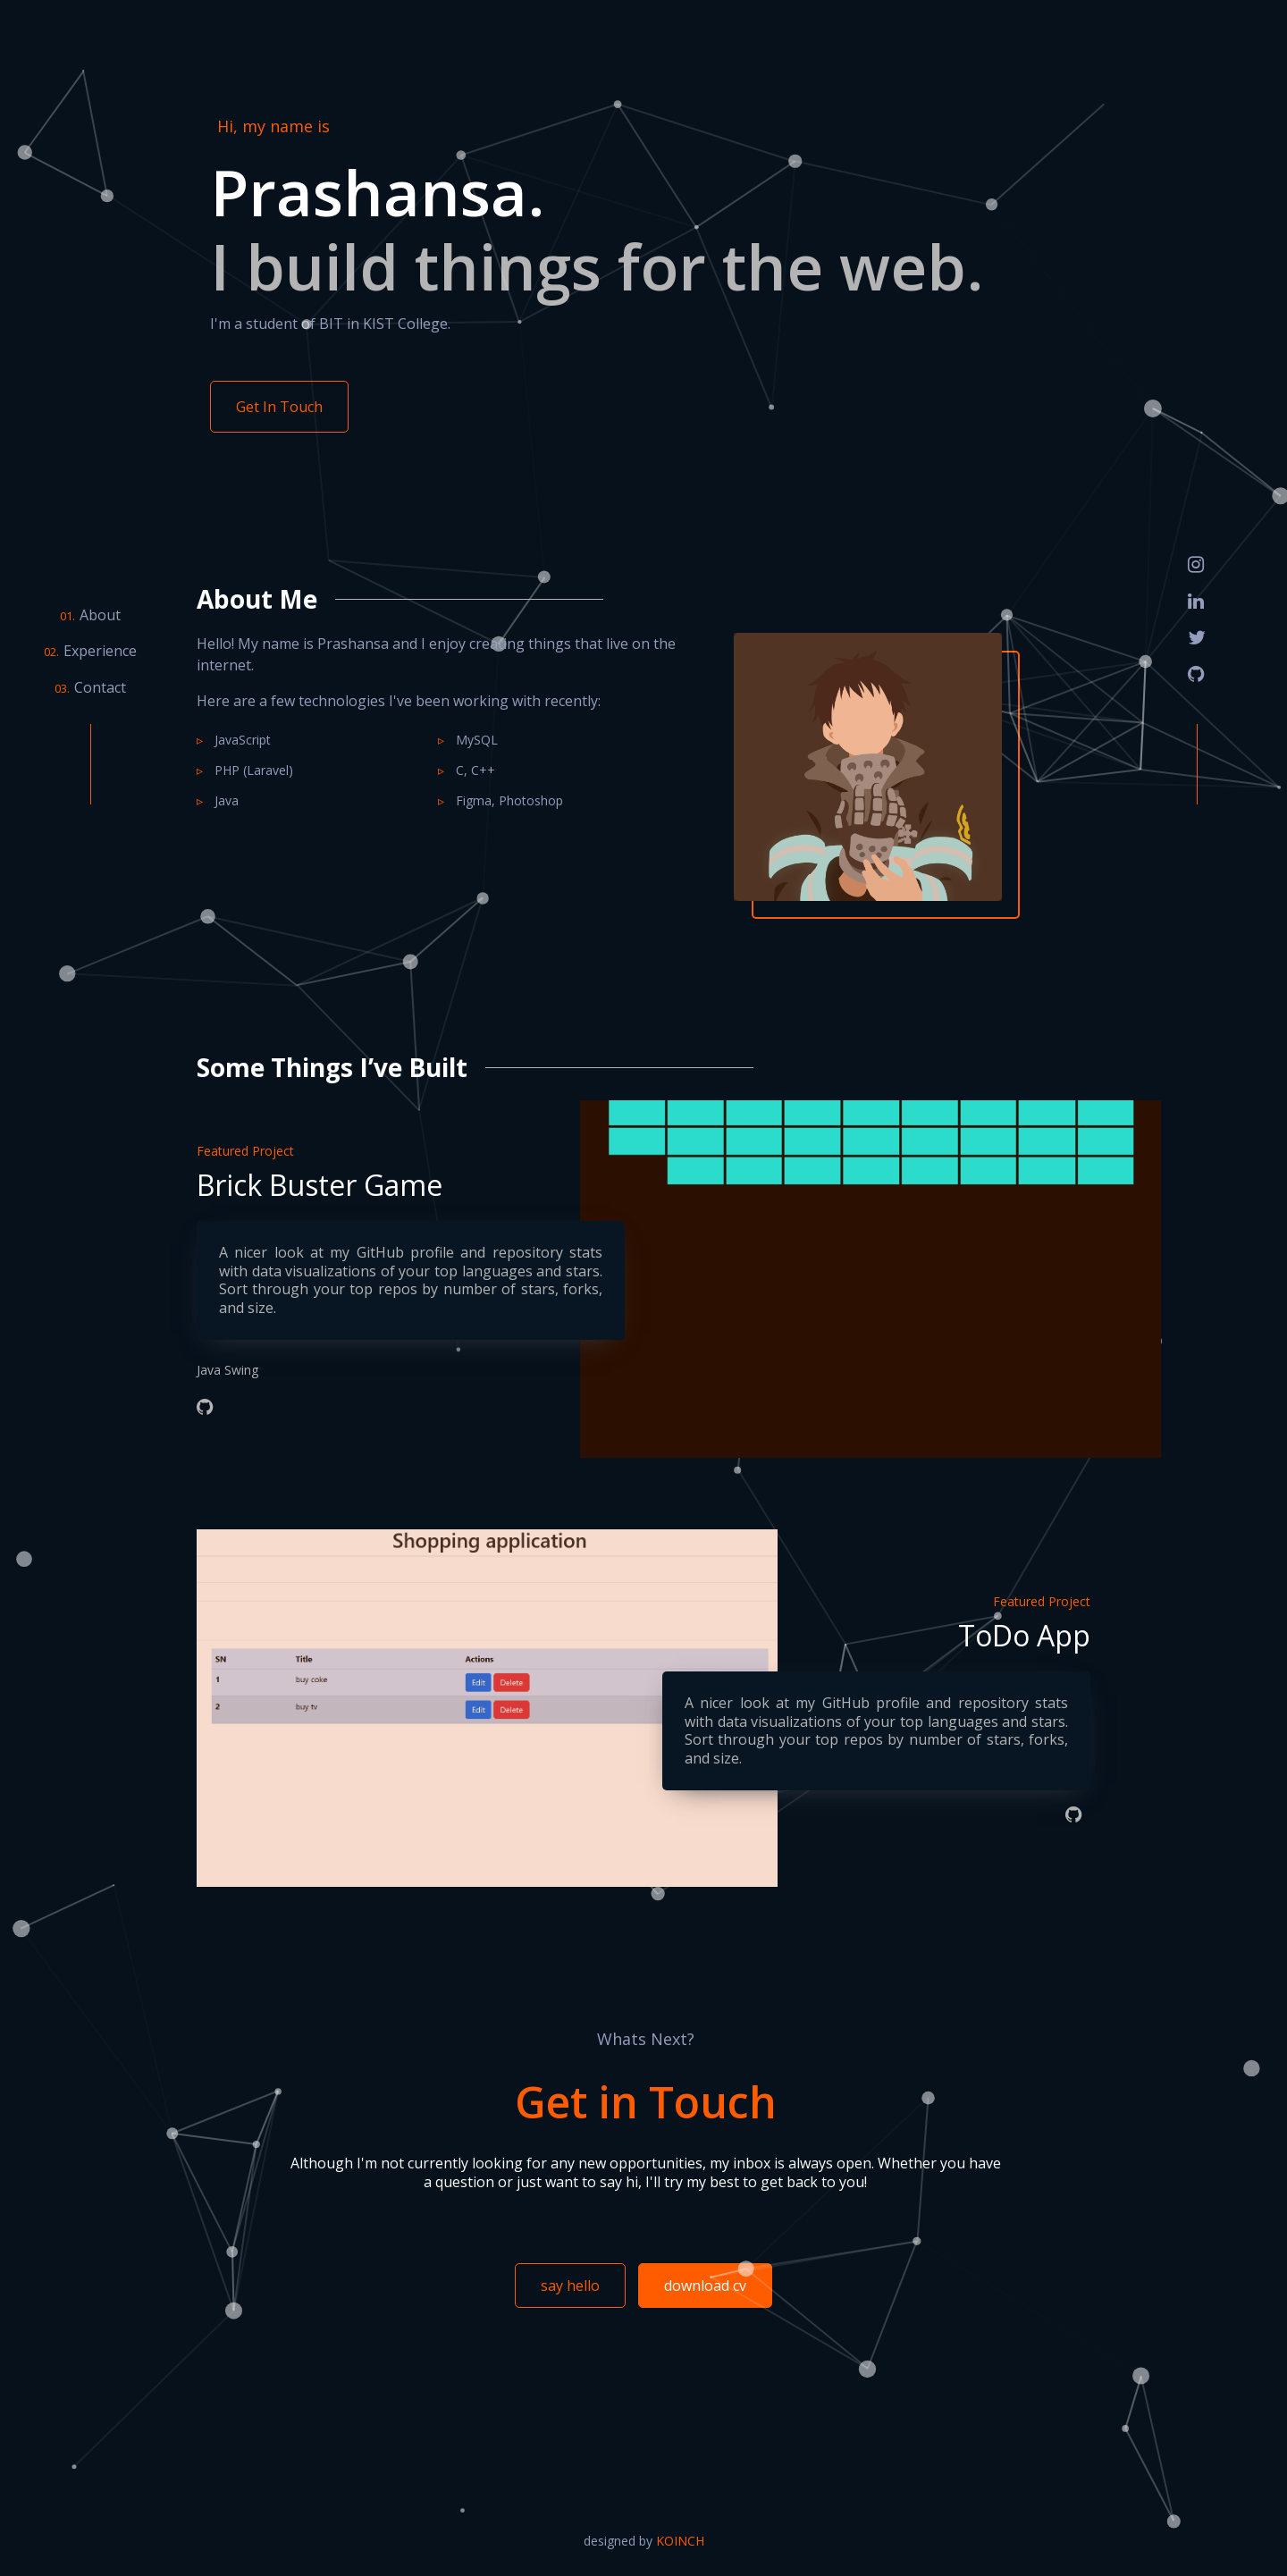 Hi, my name is
Prashansa.
I build things for the web.
I'm a student of BIT in KIST College.
Get In Touch
01. About
02. Experience
03. Contact
About Me
Hello! My name is Prashansa and I enjoy creating things that live on the
internet.
Here are a few technologies I've been working with recently:
▹ JavaScript
▹ MySQL
▹ PHP (Laravel)
▹ C, C++
▹ Java
▹ Figma, Photoshop
Some Things I’ve Built
Featured Project
Brick Buster Game
A nicer look at my GitHub profile and repository stats
with data visualizations of your top languages and stars.
Sort through your top repos by number of stars, forks,
and size.
Java Swing
Shopping application
SN Title Actions
1 buy coke Edit Delete
2 buy tv Edit Delete
Featured Project
ToDo App
A nicer look at my GitHub profile and repository stats
with data visualizations of your top languages and stars.
Sort through your top repos by number of stars, forks,
and size.
Whats Next?
Get in Touch
Although I'm not currently looking for any new opportunities, my inbox is always open. Whether you have
a question or just want to say hi, I'll try my best to get back to you!
say hello
download cv
designed by KOINCH